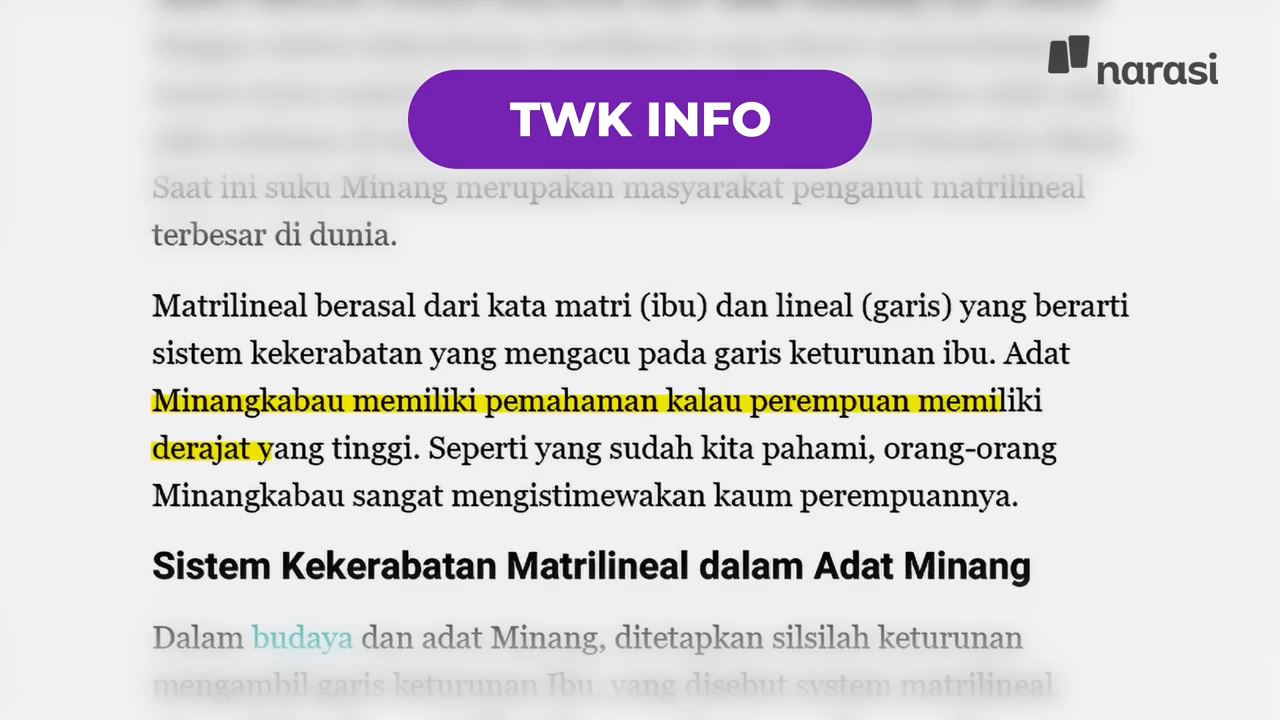 narasi
TWK INFO
Saat ini suku Minang merupakan masyarakat penganut matrilineal
terbesar di dunia.
Matrilineal berasal dari kata matri (ibu) dan lineal (garis) yang berarti
sistem kekerabatan yang mengacu pada garis keturunan ibu. Adat
Minangkabau memiliki pemahaman kalau perempuan memiliki
derajat yang tinggi. Seperti yang sudah kita pahami, orang-orang
Minangkabau sangat mengistimewakan kaum perempuannya.
Sistem Kekerabatan Matrilineal dalam Adat Minang
Dalam budaya dan adat Minang, ditetapkan silsilah keturunan
mengambil garis keturunan Ibu, yang disebut system matrilineal.